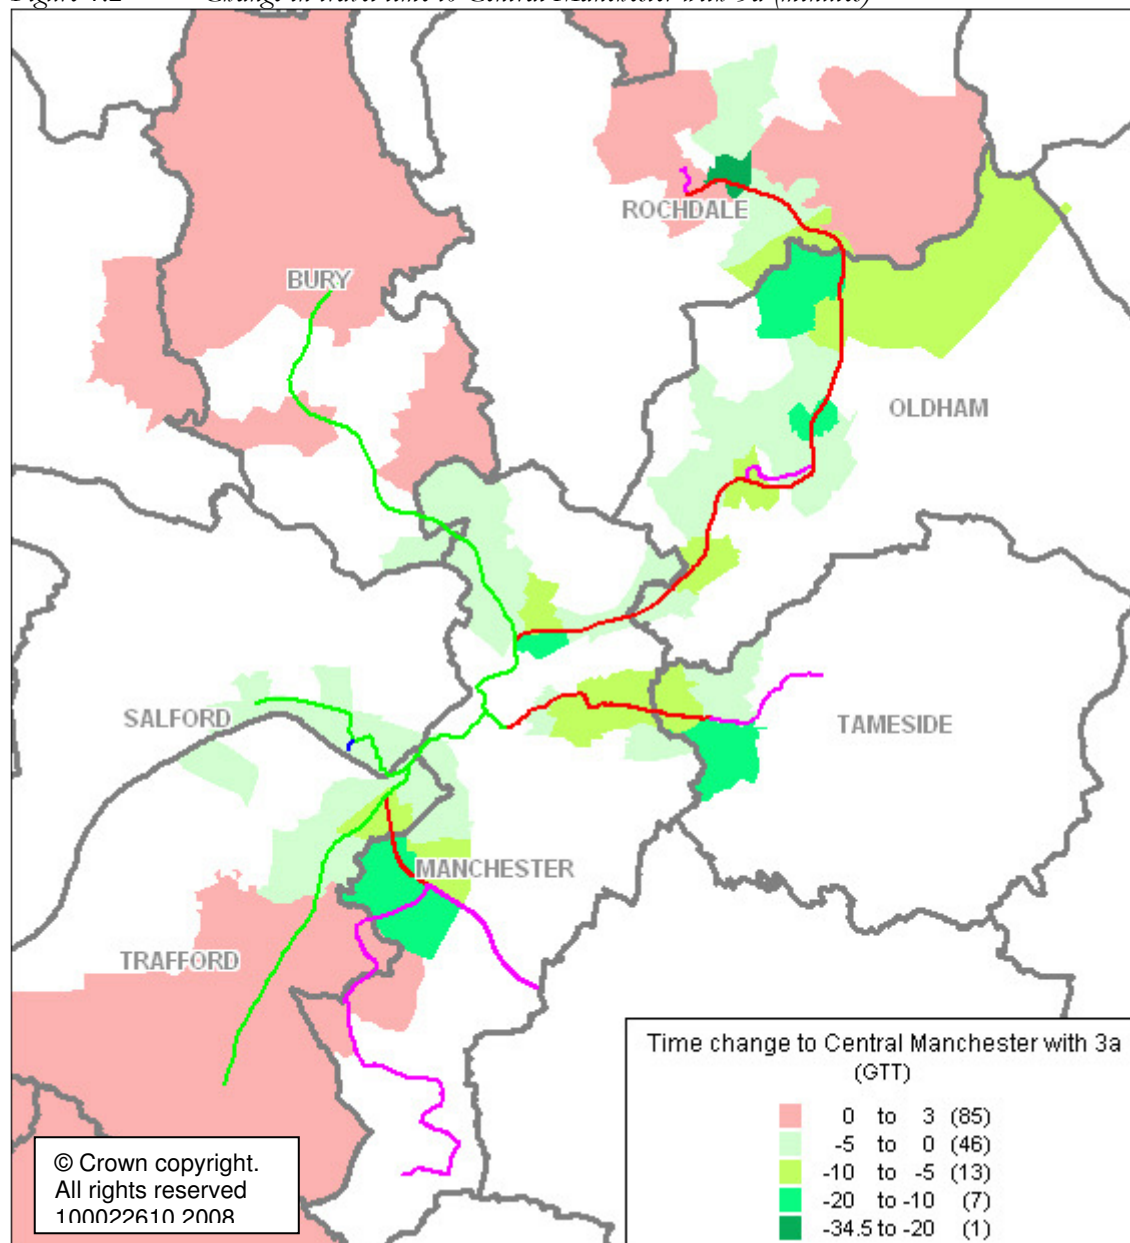 ROCHDALE
BURY
OLDHAM
SALFORD
TAMESIDE
MANCHESTER
TRAFFORD
Time change to Central Manchester with 3a
(GTT)
0 to 3 (85)
-5 to 0 (46)
-10 to -5 (13)
-20 to -10 (7)
-34.5 to -20 (1)
© Crown copyright.
All rights reserved
100022610 2008